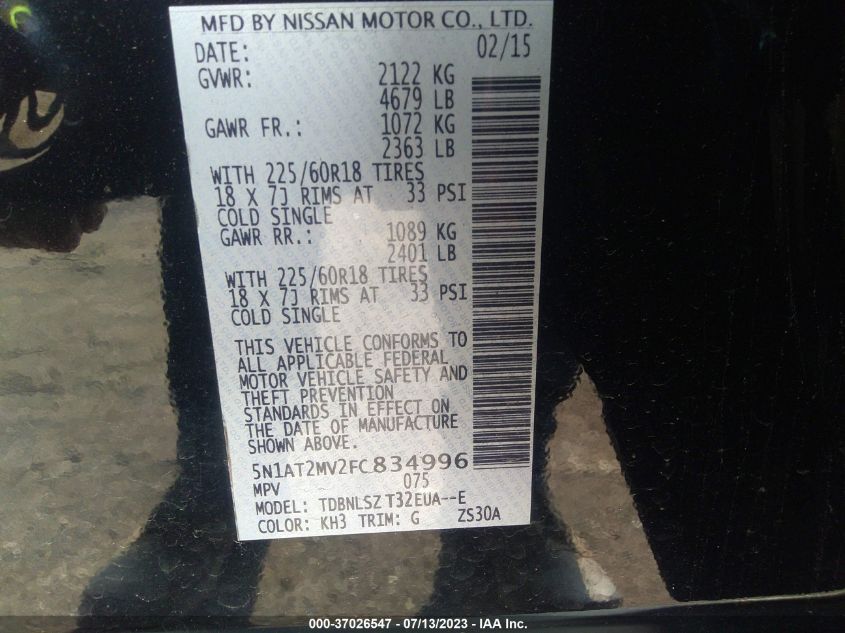 MFD BY NISSAN MOTOR CO., LTD.
DATE: 02/15
GVWR: 2122 KG
4679 LB
GAWR FR.: 1072 KG
2363 LB
WITH 225/60R18 TIRES
18 X 7J RIMS AT 33 PSI
COLD SINGLE
GAWR RR.: 1089 KG
2401 LB
WITH 225/60R18 TIRES
18 X 7J RIMS AT 33 PSI
COLD SINGLE
THIS VEHICLE CONFORMS TO
ALL APPLICABLE FEDERAL
MOTOR VEHICLE SAFETY AND
THEFT PREVENTION
STANDARDS IN EFFECT ON
THE DATE OF MANUFACTURE
SHOWN ABOVE.
5N1AT2MV2FC834996
MPV 075
MODEL: TDBNLSZ T32EUA--E
COLOR: KH3 TRIM: G ZS30A
000-37026547 - 07/13/2023 - IAA Inc.